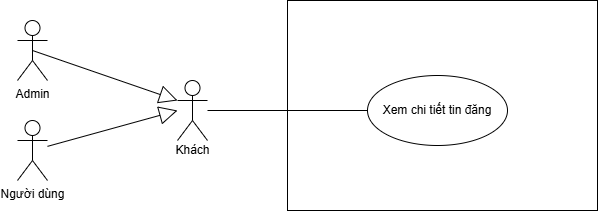 Admin
Khách
Người dùng
Xem chi tiết tin đăng